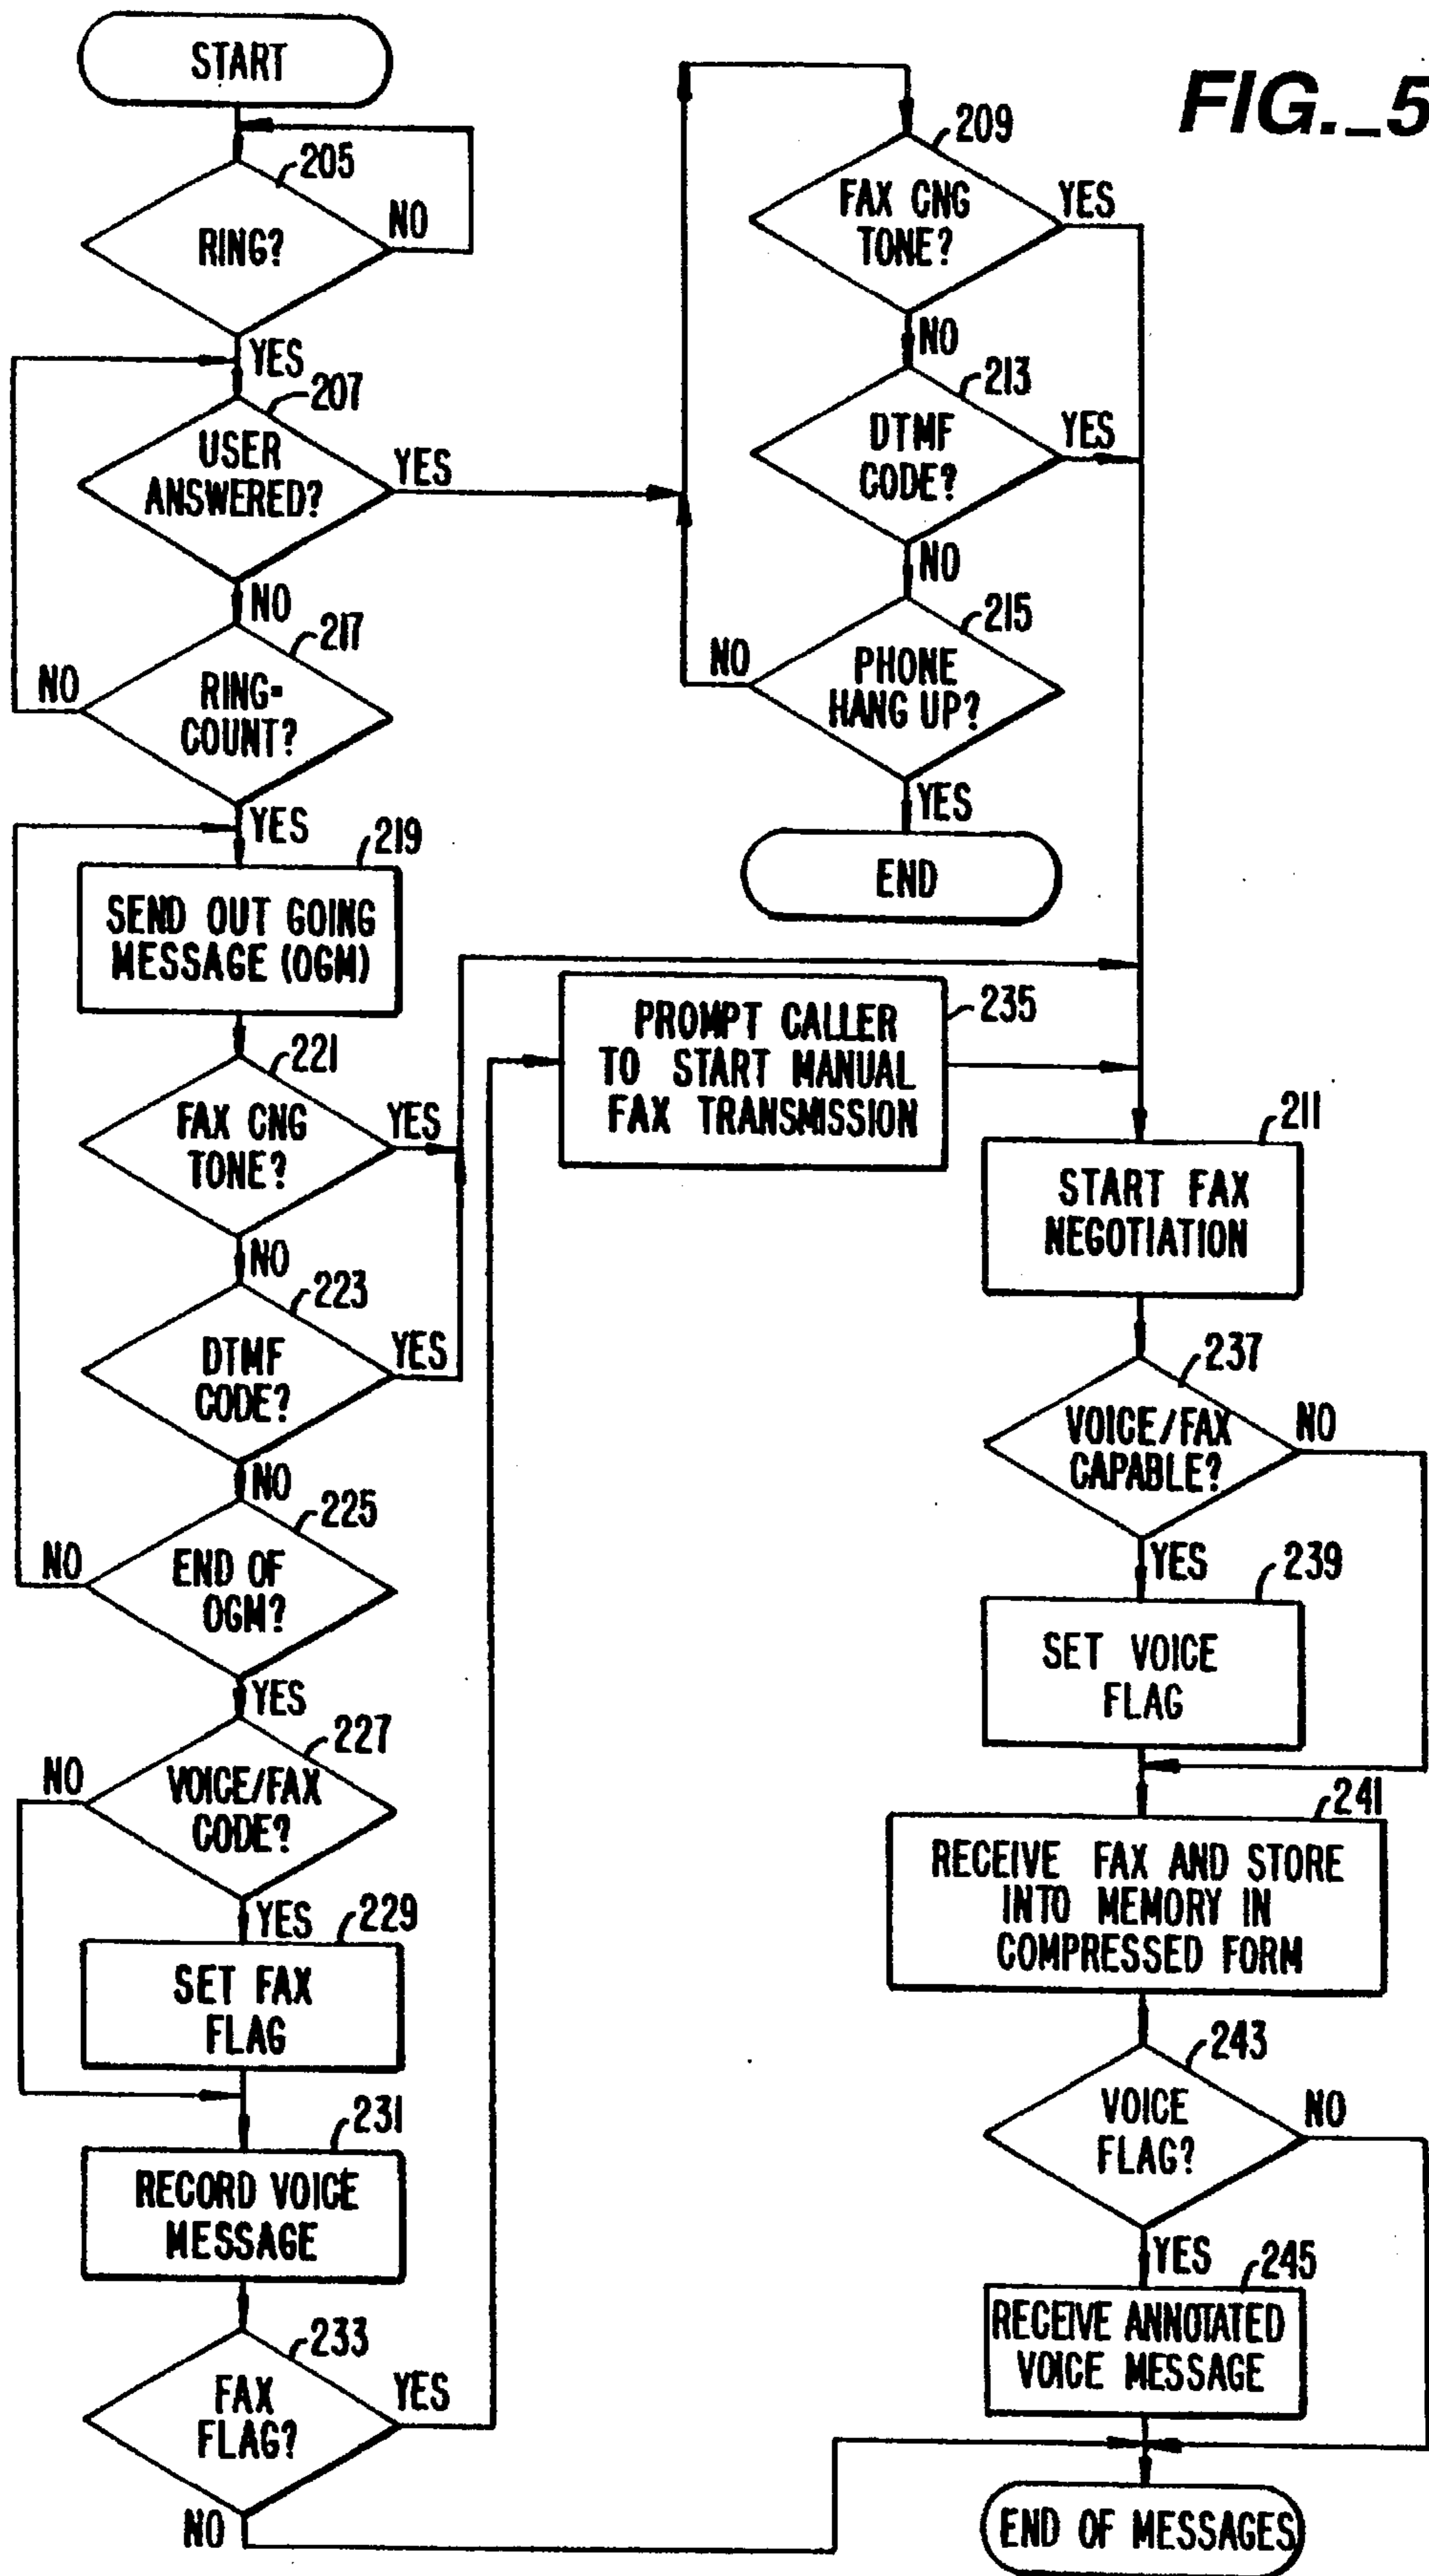 FIG._5
START
205
RING?
NO
YES
207
USER
ANSWERED?
YES
NO
217
RING=
COUNT?
NO
YES
219
SEND OUT GOING
MESSAGE (OGM)
221
FAX CNG
TONE?
YES
NO
223
DTMF
CODE?
YES
NO
225
END OF
OGM?
NO
YES
227
VOICE/FAX
CODE?
NO
YES
229
SET FAX
FLAG
231
RECORD VOICE
MESSAGE
233
FAX
FLAG?
YES
NO
209
FAX CNG
TONE?
YES
NO
213
DTMF
CODE?
YES
NO
215
PHONE
HANG UP?
NO
YES
END
235
PROMPT CALLER
TO START MANUAL
FAX TRANSMISSION
211
START FAX
NEGOTIATION
237
VOICE/FAX
CAPABLE?
NO
YES
239
SET VOICE
FLAG
241
RECEIVE FAX AND STORE
INTO MEMORY IN
COMPRESSED FORM
243
VOICE
FLAG?
NO
YES
245
RECEIVE ANNOTATED
VOICE MESSAGE
END OF MESSAGES